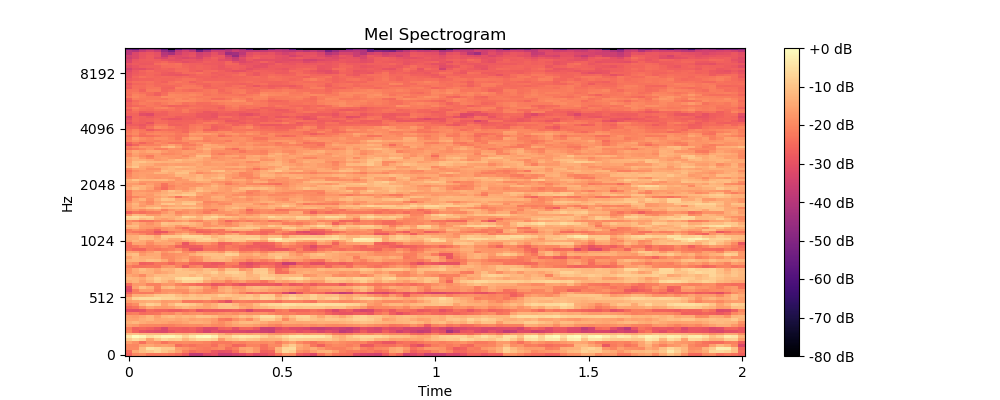 Mel Spectrogram
Hz
8192
4096
2048
1024
512
0
0 0.5 1 1.5 2
Time
+0 dB
-10 dB
-20 dB
-30 dB
-40 dB
-50 dB
-60 dB
-70 dB
-80 dB